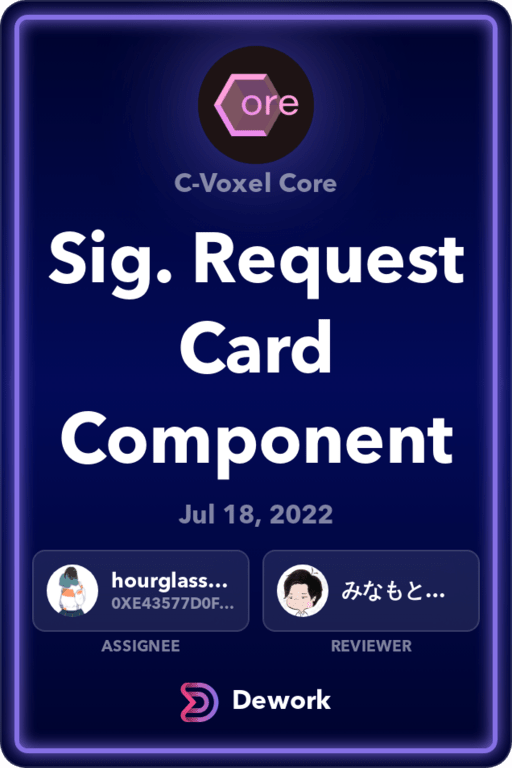 ore
C-Voxel Core
Sig. Request
Card
Component
Jul 18, 2022
hourglass...
0XE43577D0F...
ASSIGNEE
みなもと...
REVIEWER
Dework